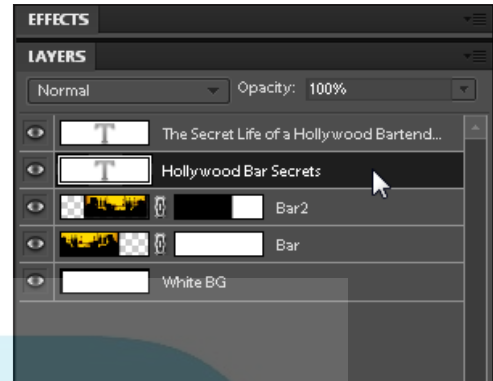 EFFECTS
LAYERS
Normal Opacity: 100%
T The Secret Life of a Hollywood Bartend...
T Hollywood Bar Secrets
Bar2
Bar
White BG